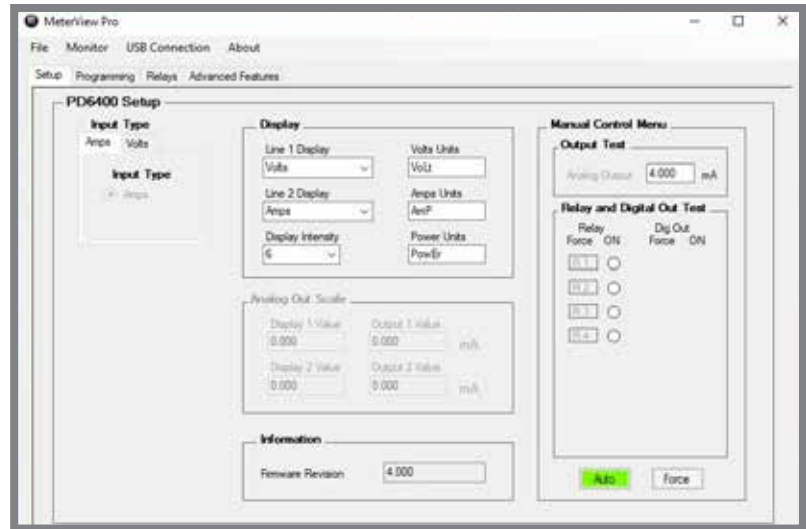 MeterView Pro
File Monitor USB Connection About
Setup Programming Relays Advanced Features
PD6400 Setup
Input Type
Amps Volts
Input Type
Amps
Display
Line 1 Display Volts Units
Volts VoLt
Line 2 Display Amps Units
Amps AmP
Display Intensity Power Units
6 PowEr
Analog Out Scale
Display 1 Value Output 1 Value
0.000 0.000 mA
Display 2 Value Output 2 Value
0.000 0.000 mA
Information
Firmware Revision 4.000
Manual Control Menu
Output Test
Analog Output 4.000 mA
Relay and Digital Out Test
Relay Dig Out
Force ON Force ON
R 1
R 2
R 3
R 4
Auto Force